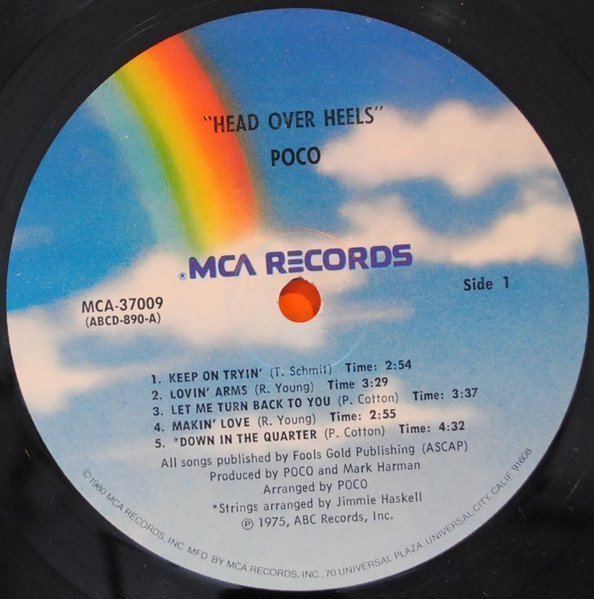 "HEAD OVER HEELS"
POCO
®MCA RECORDS
MCA-37009
(ABCD-890-A)
Side 1
1. KEEP ON TRYIN' (T. Schmit) Time: 2:54
2. LOVIN' ARMS (R. Young) Time 3:29
3. LET ME TURN BACK TO YOU (P. Cotton) Time: 3:37
4. MAKIN' LOVE (R. Young) Time: 2:55
5. *DOWN IN THE QUARTER (P. Cotton) Time: 4:32
All songs published by Fools Gold Publishing (ASCAP)
Produced by POCO and Mark Harman
Arranged by POCO
*Strings arranged by Jimmie Haskell
℗ 1975, ABC Records, Inc.
©1980 MCA RECORDS, INC. MFD. BY MCA RECORDS, INC., 70 UNIVERSAL PLAZA, UNIVERSAL CITY, CALIF. 91608